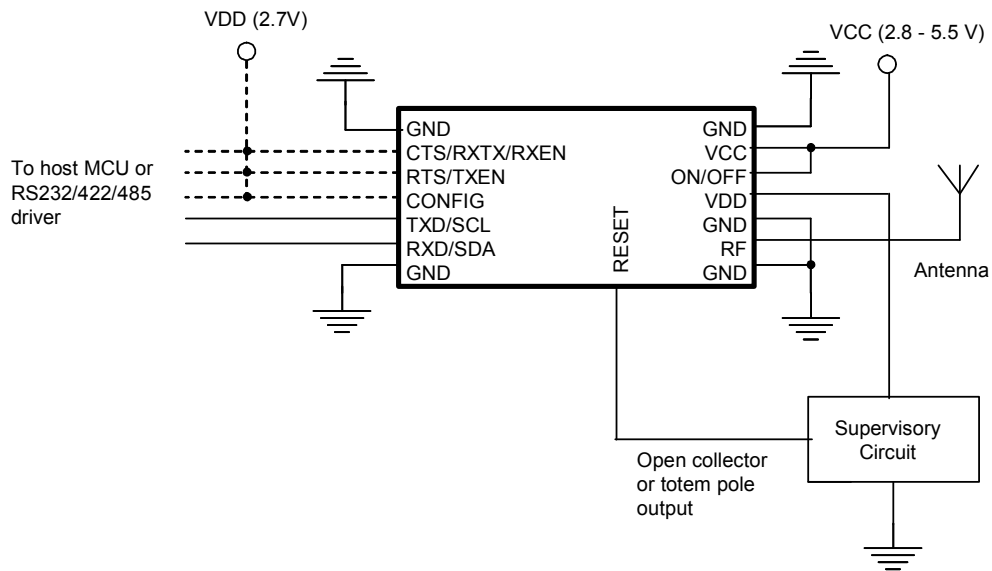 VDD (2.7V)
VCC (2.8 - 5.5 V)
To host MCU or
RS232/422/485
driver
GND
CTS/RXTX/RXEN
RTS/TXEN
CONFIG
TXD/SCL
RXD/SDA
GND
RESET
GND
VCC
ON/OFF
VDD
GND
RF
GND
Antenna
Open collector
or totem pole
output
Supervisory
Circuit